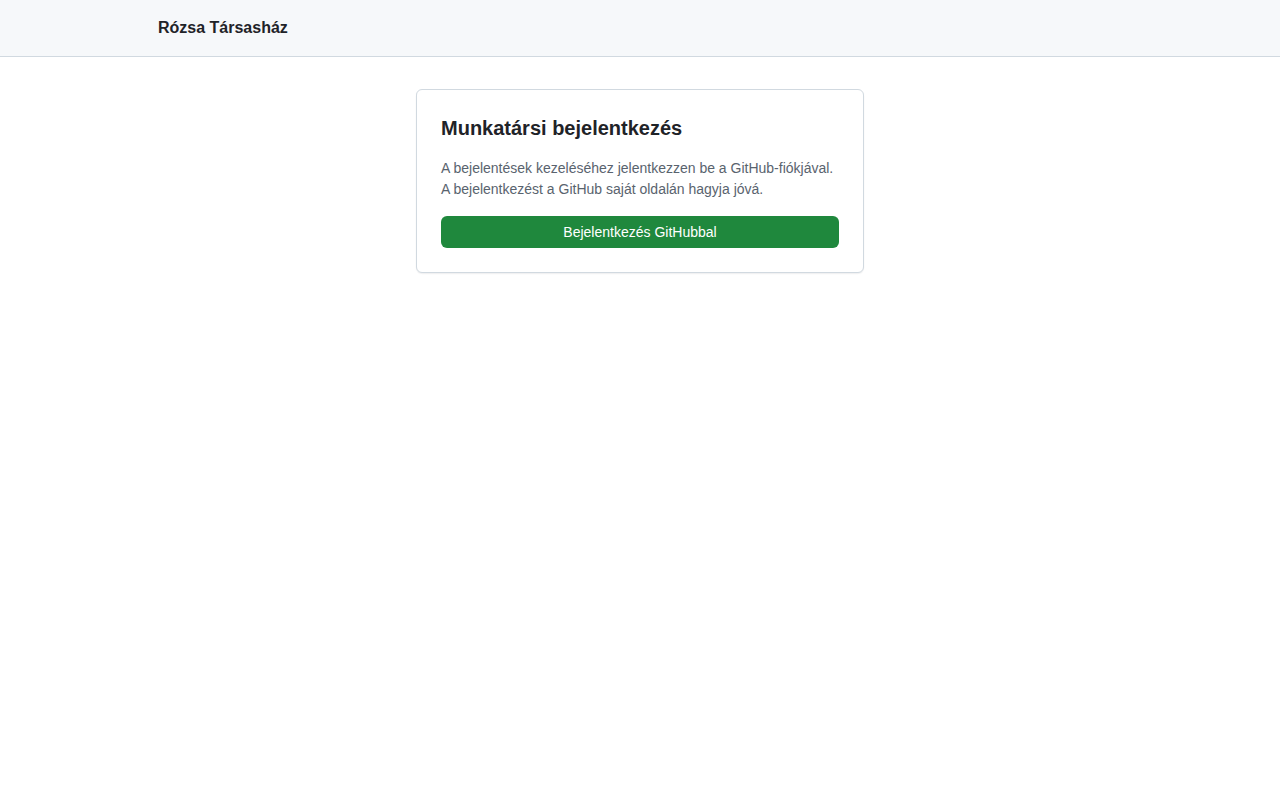 Rózsa Társasház
Munkatársi bejelentkezés
A bejelentések kezeléséhez jelentkezzen be a GitHub-fiókjával.
A bejelentkezést a GitHub saját oldalán hagyja jóvá.
Bejelentkezés GitHubbal